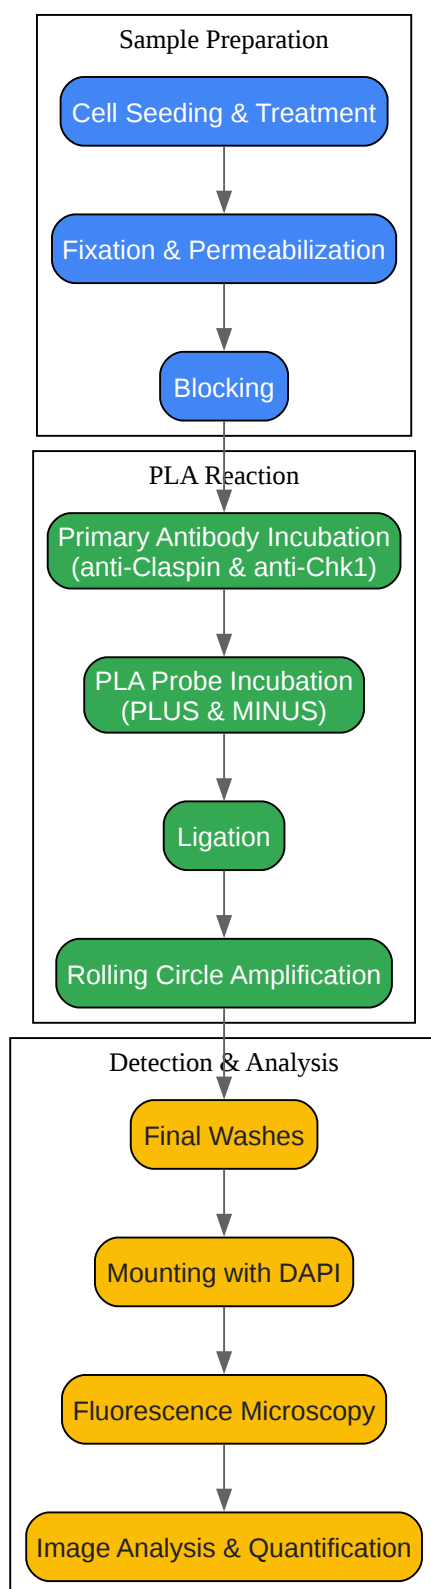 Sample Preparation
Cell Seeding & Treatment
Fixation & Permeabilization
Blocking
PLA Reaction
Primary Antibody Incubation
(anti-Claspin & anti-Chk1)
PLA Probe Incubation
(PLUS & MINUS)
Ligation
Rolling Circle Amplification
Detection & Analysis
Final Washes
Mounting with DAPI
Fluorescence Microscopy
Image Analysis & Quantification